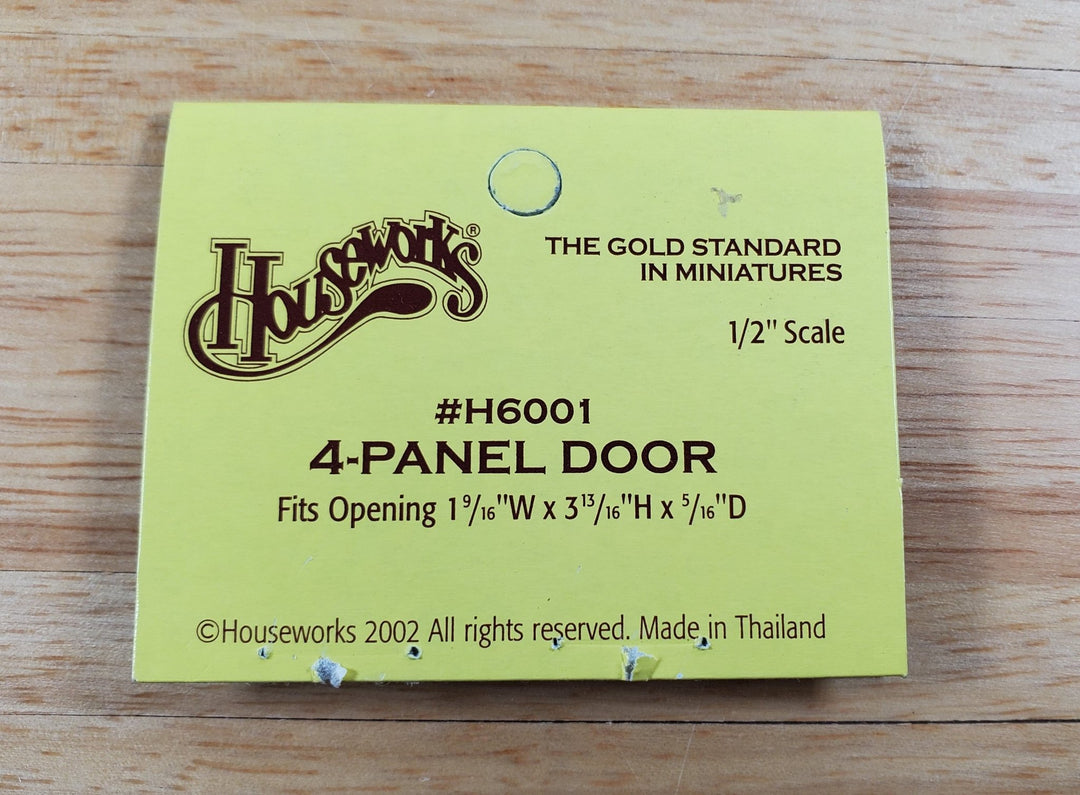 Houseworks®
THE GOLD STANDARD
IN MINIATURES
1/2" Scale
#H6001
4-PANEL DOOR
Fits Opening 1 9/16"W x 3 13/16"H x 5/16"D
©Houseworks 2002 All rights reserved. Made in Thailand